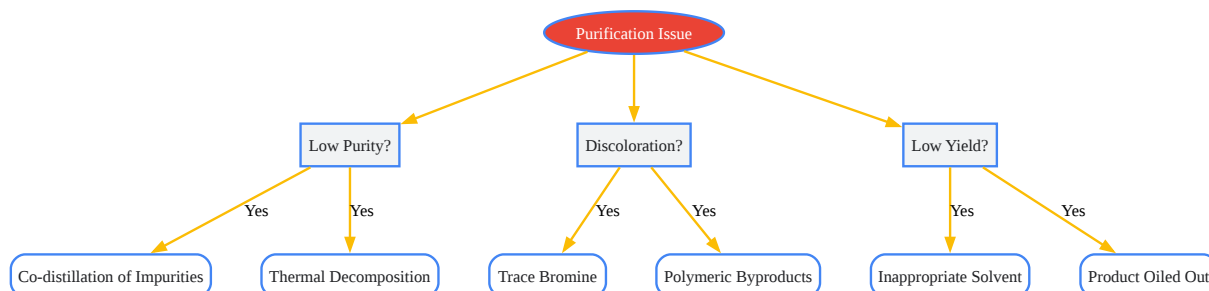 Purification Issue
Low Purity?
Discoloration?
Low Yield?
Yes
Yes
Yes
Yes
Yes
Yes
Co-distillation of Impurities
Thermal Decomposition
Trace Bromine
Polymeric Byproducts
Inappropriate Solvent
Product Oiled Out